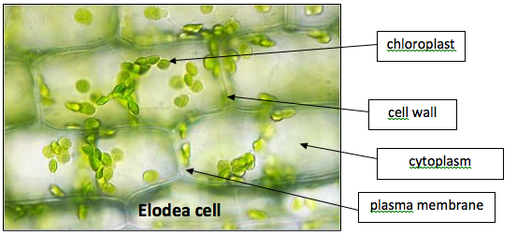 chloroplast
cell wall
cytoplasm
plasma membrane
Elodea cell